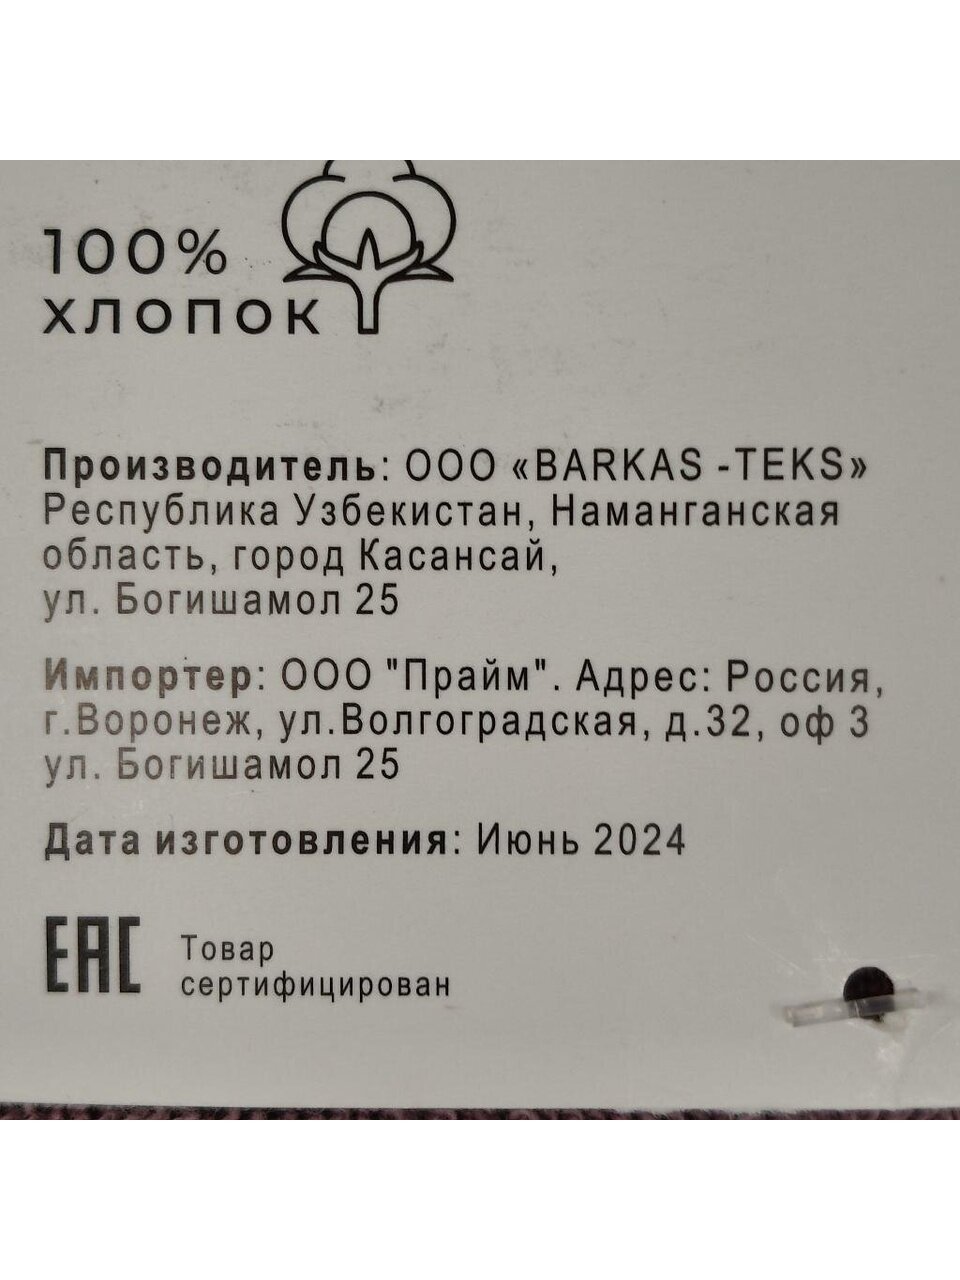 100%
ХЛОПОК
Производитель: ООО «BARKAS -TEKS»
Республика Узбекистан, Наманганская
область, город Касансай,
ул. Богишамол 25
Импортер: ООО "Прайм". Адрес: Россия,
г.Воронеж, ул.Волгоградская, д.32, оф 3
ул. Богишамол 25
Дата изготовления: Июнь 2024
EAC Товар
сертифицирован